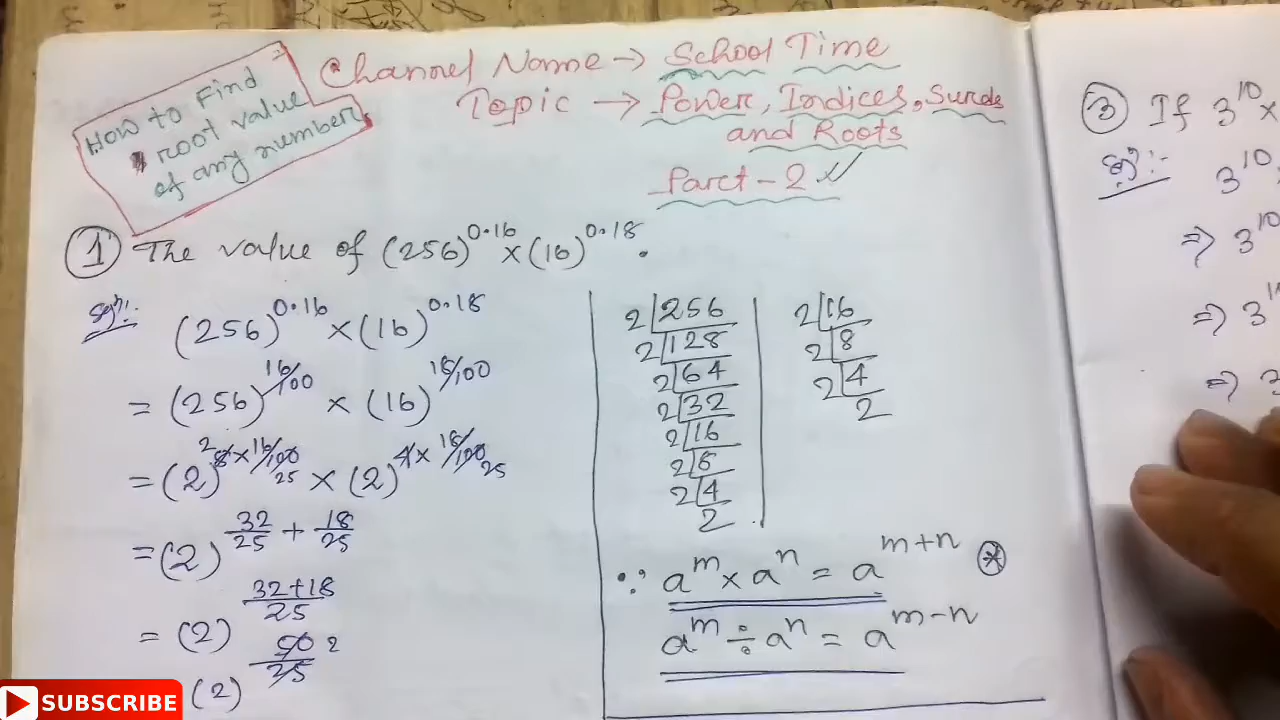 How to Find
root value
of any number
Channel Name → School Time
Topic → Power, Indices, Surds
and Roots
Part - 2 ✓
① The value of (256)^0.16 × (16)^0.18 .
Solⁿ:-
(256)^0.16 × (16)^0.18
= (256)^16/100 × (16)^18/100
= (2)^8×16/100 × (2)^4×18/100
2 25 25
= (2)^32/25 + 18/25
= (2)^(32+18)/25
(2)^50/25 2
2 | 256
2 | 128
2 | 64
2 | 32
2 | 16
2 | 8
2 | 4
2
2 | 16
2 | 8
2 | 4
2
∵ a^m × a^n = a^m+n ⊛
a^m ÷ a^n = a^m-n
③ If 3^10 ×
Solⁿ:-
3^10
⇒ 3^10
⇒ 3^10
⇒ 3
SUBSCRIBE